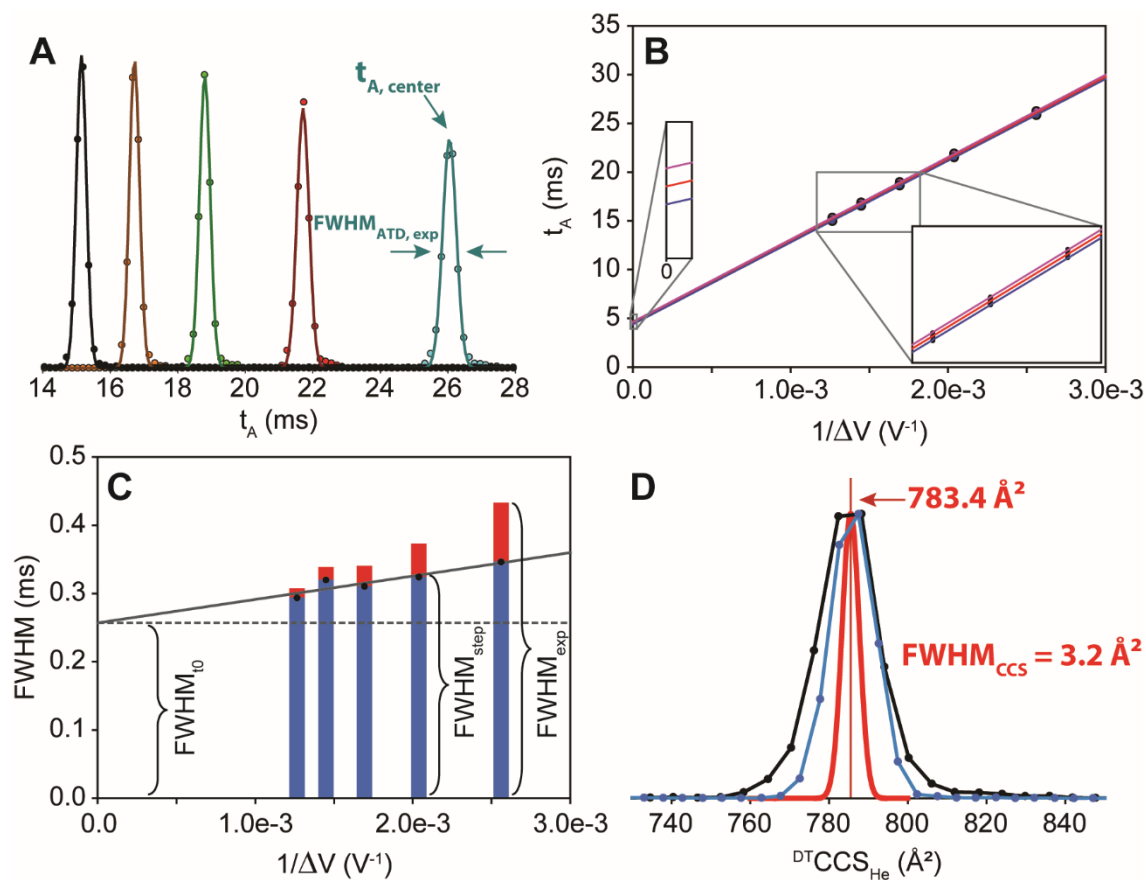 A
t_A, center
FWHM_ATD, exp
14 16 18 20 22 24 26 28
t_A (ms)
B
35
30
25
20
15
10
5
0
t_A (ms)
0
0.0 1.0e-3 2.0e-3 3.0e-3
1/ΔV (V⁻¹)
C
0.5
0.4
0.3
0.2
0.1
0.0
FWHM (ms)
FWHM_t0
FWHM_step
FWHM_exp
0.0 1.0e-3 2.0e-3 3.0e-3
1/ΔV (V⁻¹)
D
783.4 Å²
FWHM_CCS = 3.2 Å²
740 760 780 800 820 840
ᴰᵀCCS_He (Å²)